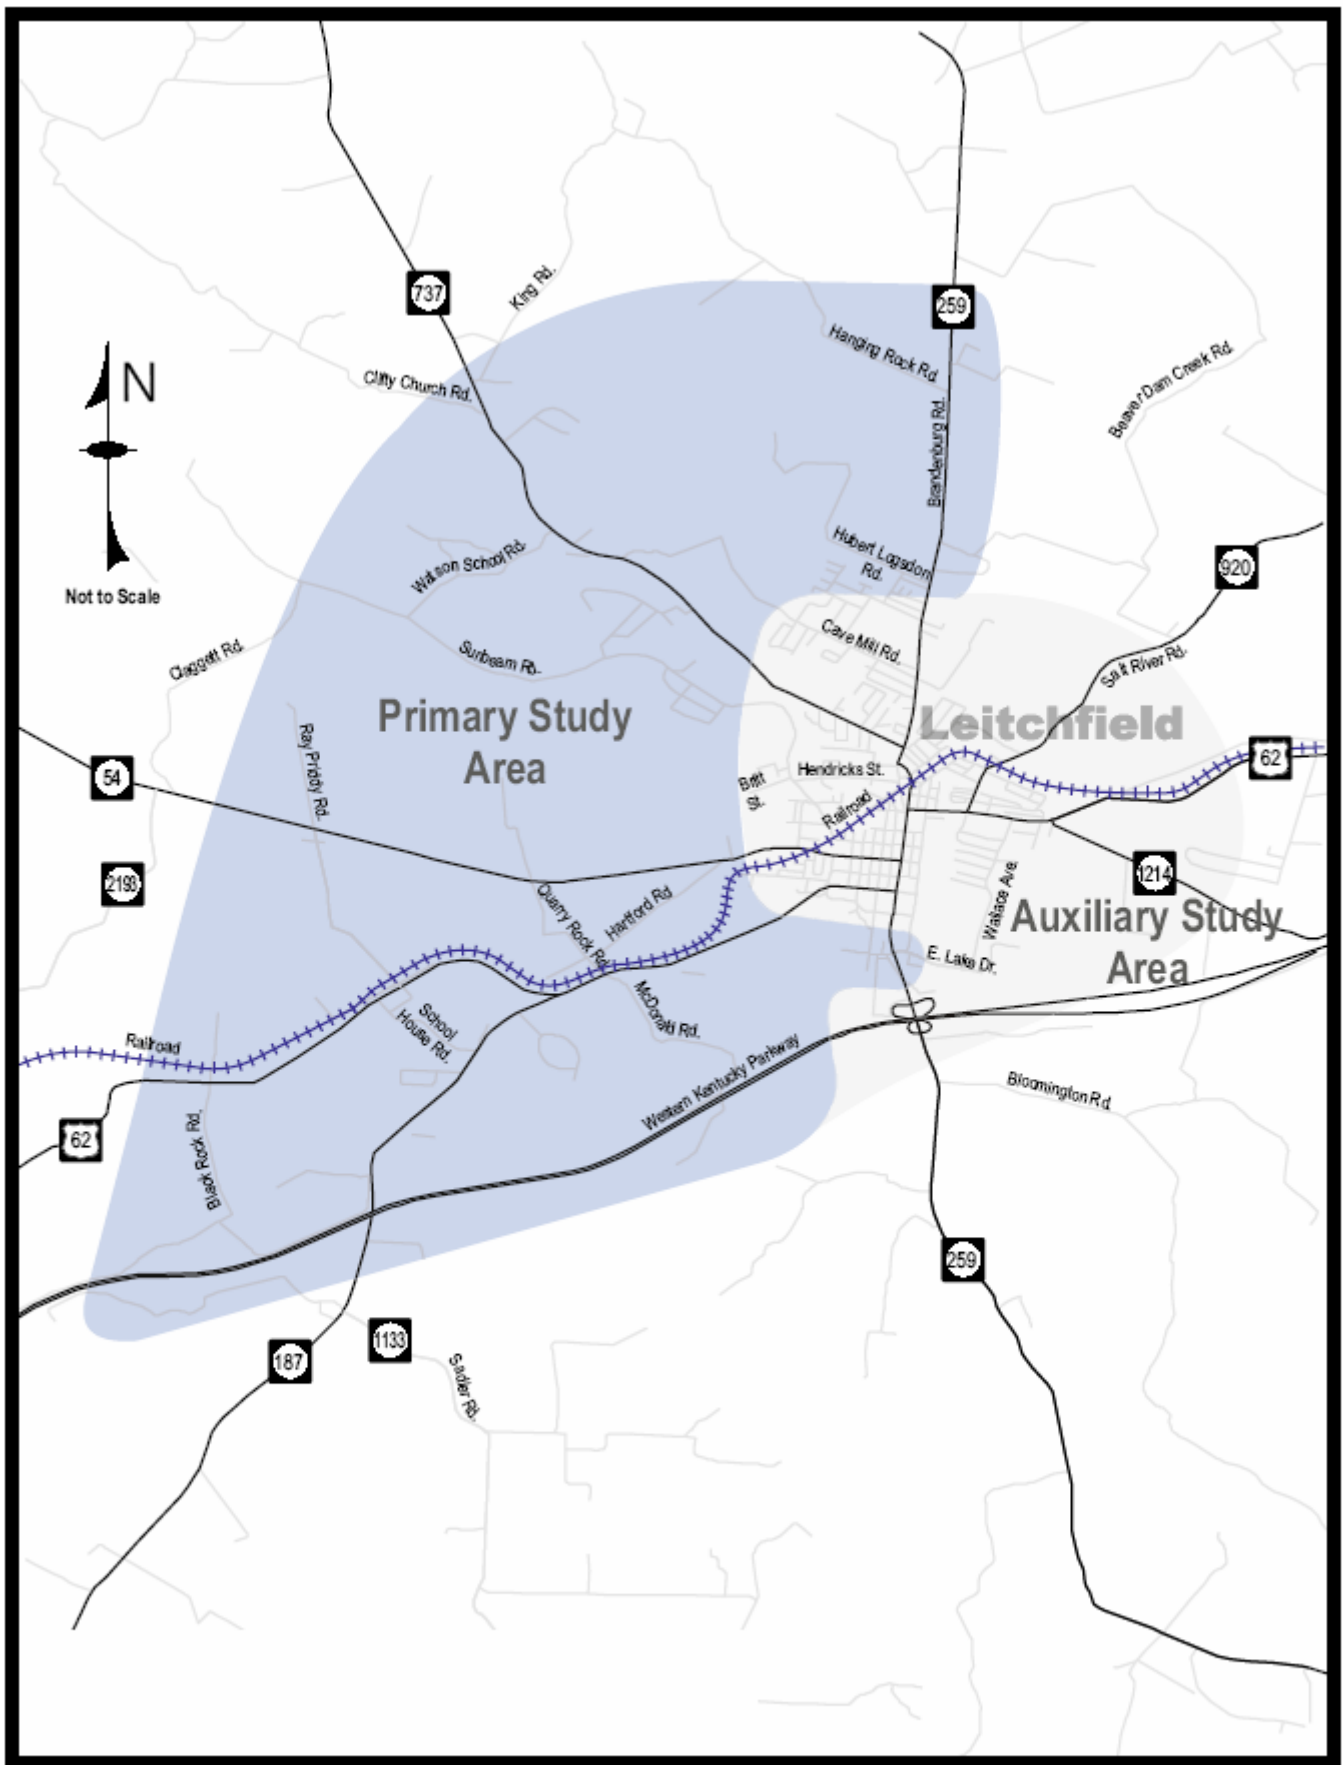 737
259
King Rd.
Hanging Rock Rd.
N
Clifty Church Rd.
Beaver Dam Creek Rd.
Brandenburg Rd.
Not to Scale
Watson School Rd.
Hubert Logsdon
Rd.
920
Claggett Rd.
Sunbeam Rd.
Cave Mill Rd.
Salt River Rd.
Primary Study
Area
Leitchfield
Ray Priddy Rd.
54
Hendricks St.
62
Britt
St.
Railroad
2193
Quarry Rock Rd.
Hartford Rd
Wallace Ave.
1214
Auxiliary Study
Area
E. Lake Dr.
School
House Rd.
McDonald Rd.
Railroad
Western Kentucky Parkway
Bloomington Rd.
62
Black Rock Rd.
259
187
1133
Sadler Rd.